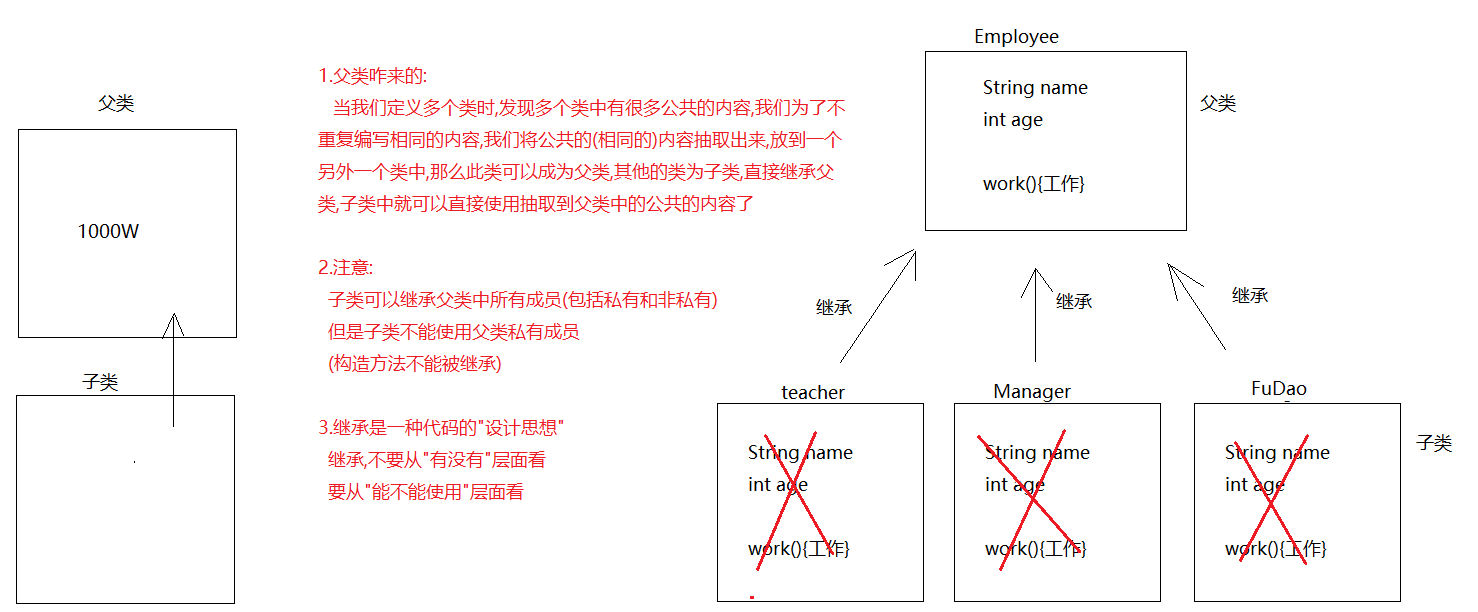 父类
1000W
子类
1.父类咋来的:
当我们定义多个类时,发现多个类中有很多公共的内容,我们为了不
重复编写相同的内容,我们将公共的(相同的)内容抽取出来,放到一个
另外一个类中,那么此类可以成为父类,其他的类为子类,直接继承父
类,子类中就可以直接使用抽取到父类中的公共的内容了
2.注意:
子类可以继承父类中所有成员(包括私有和非私有)
但是子类不能使用父类私有成员
(构造方法不能被继承)
3.继承是一种代码的"设计思想"
继承,不要从"有没有"层面看
要从"能不能使用"层面看
Employee
String name
int age
work(){工作}
父类
继承
继承
继承
teacher
String name
int age
work(){工作}
Manager
String name
int age
work(){工作}
FuDao
String name
int age
work(){工作}
子类